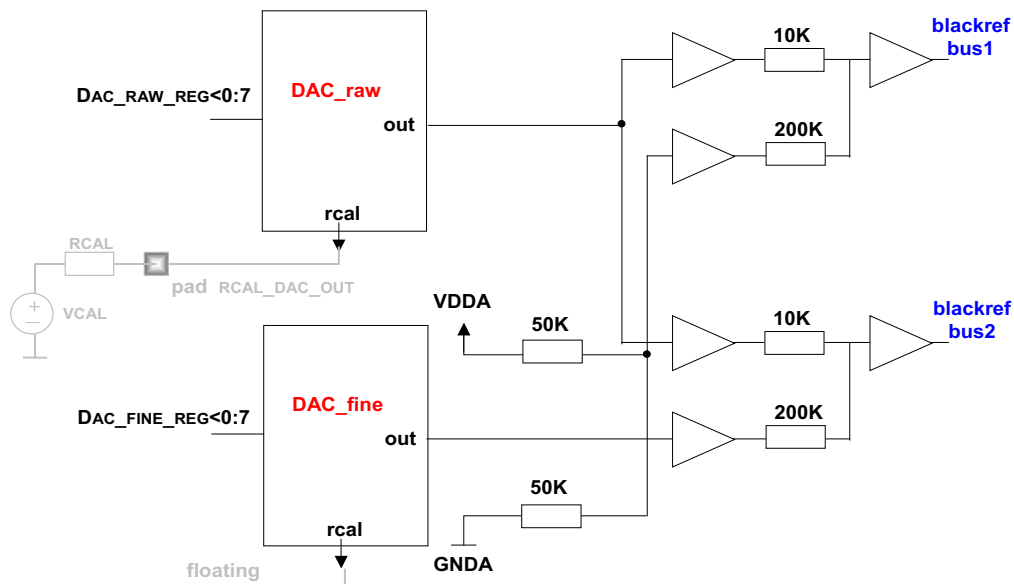 blackref
bus1
10K
DAC_RAW_REG<0:7
DAC_raw
out
200K
rcal
RCAL
pad RCAL_DAC_OUT
VCAL
VDDA
50K
blackref
bus2
10K
DAC_FINE_REG<0:7
DAC_fine
out
200K
50K
rcal
GNDA
floating